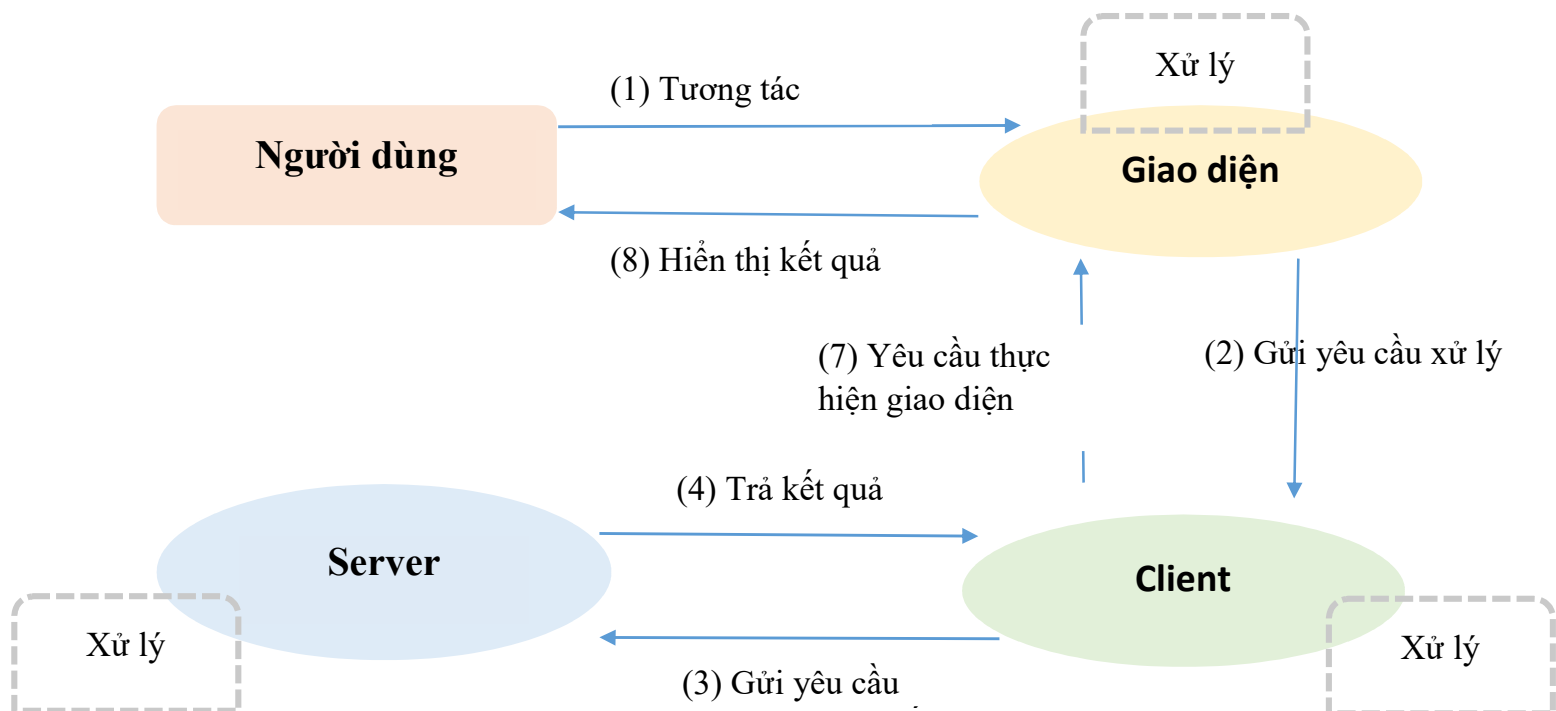 Xử lý
(1) Tương tác
Người dùng
Giao diện
(8) Hiển thị kết quả
(7) Yêu cầu thực
hiện giao diện
(2) Gửi yêu cầu xử lý
(4) Trả kết quả
Server
Client
Xử lý
Xử lý
(3) Gửi yêu cầu